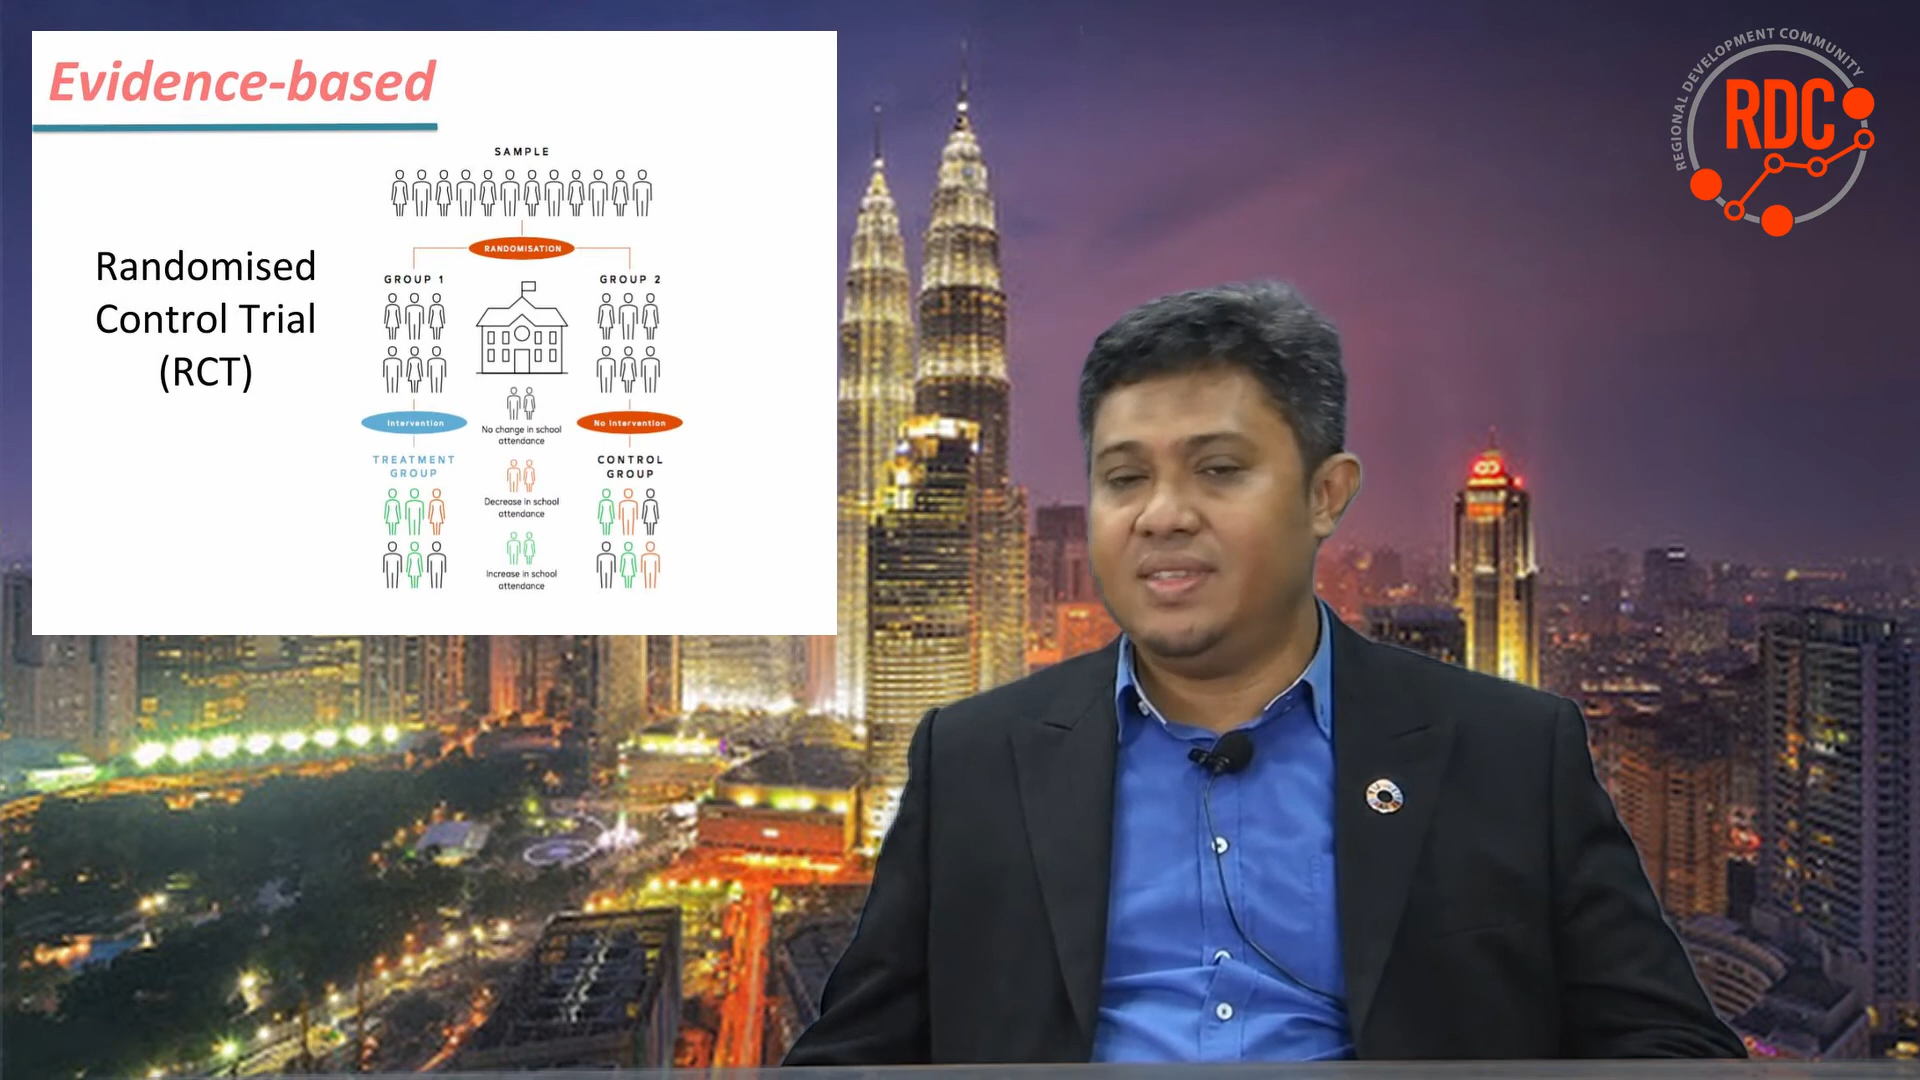 Evidence-based
Randomised
Control Trial
(RCT)
SAMPLE
RANDOMISATION
GROUP 1
GROUP 2
Intervention
No Intervention
No change in school
attendance
TREATMENT
GROUP
CONTROL
GROUP
Decrease in school
attendance
Increase in school
attendance
REGIONAL DEVELOPMENT COMMUNITY
RDC